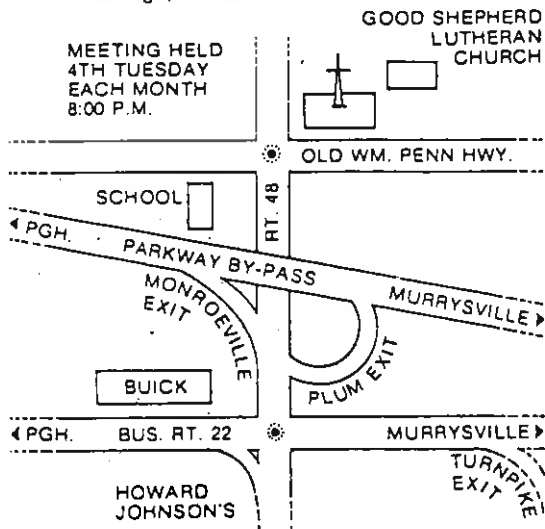 GOOD SHEPHERD
LUTHERAN
CHURCH
MEETING HELD
4TH TUESDAY
EACH MONTH
8:00 P.M.
OLD WM. PENN HWY.
SCHOOL
RT. 48
PGH.
PARKWAY BY-PASS
MURRYSVILLE
MONROEVILLE
EXIT
PLUM EXIT
BUICK
PGH.
BUS. RT. 22
MURRYSVILLE
TURNPIKE
EXIT
HOWARD
JOHNSON'S